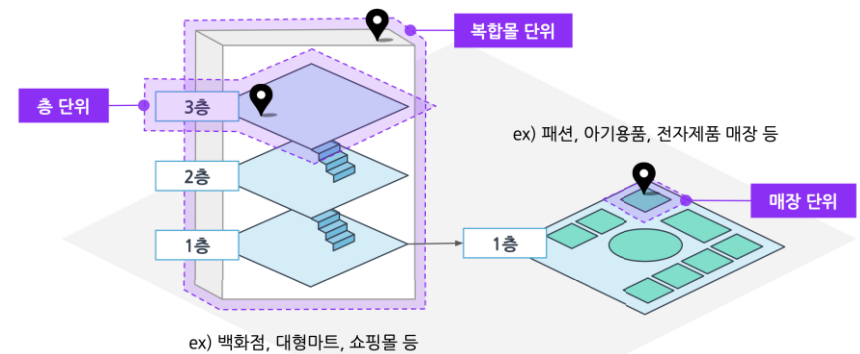 복합몰 단위
층 단위
3층
ex) 패션, 아기용품, 전자제품 매장 등
2층
매장 단위
1층
1층
ex) 백화점, 대형마트, 쇼핑몰 등